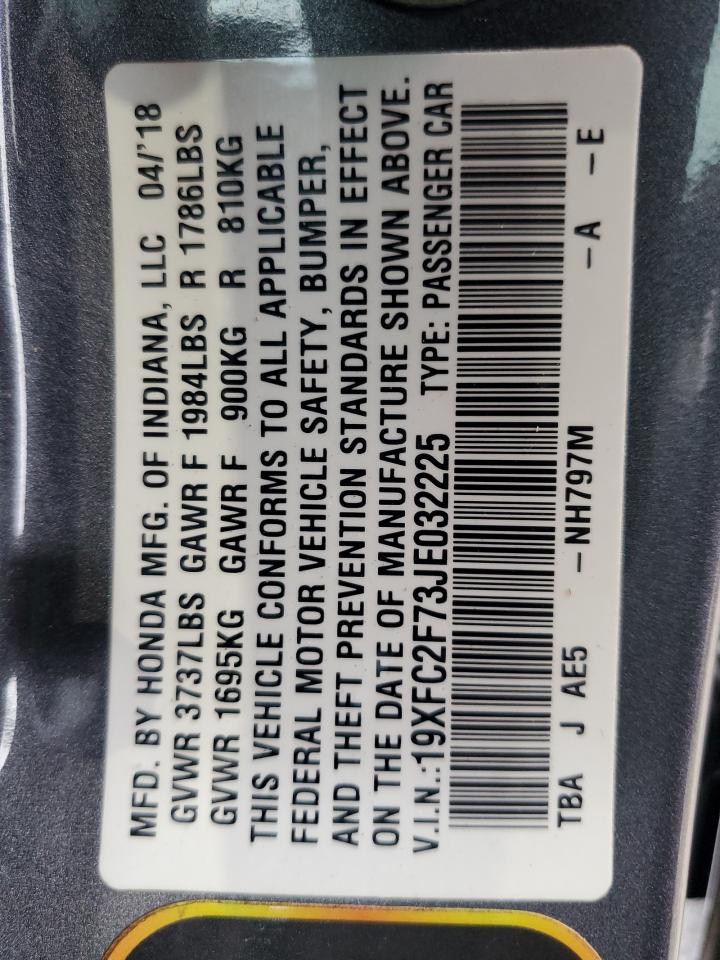 MFD. BY HONDA MFG. OF INDIANA, LLC 04/'18
GVWR 3737LBS GAWR F 1984LBS R 1786LBS
GVWR 1695KG GAWR F 900KG R 810KG
THIS VEHICLE CONFORMS TO ALL APPLICABLE
FEDERAL MOTOR VEHICLE SAFETY, BUMPER,
AND THEFT PREVENTION STANDARDS IN EFFECT
ON THE DATE OF MANUFACTURE SHOWN ABOVE.
V.I.N.:19XFC2F73JE032225 TYPE: PASSENGER CAR
TBA J AE5 – NH797M –A –E